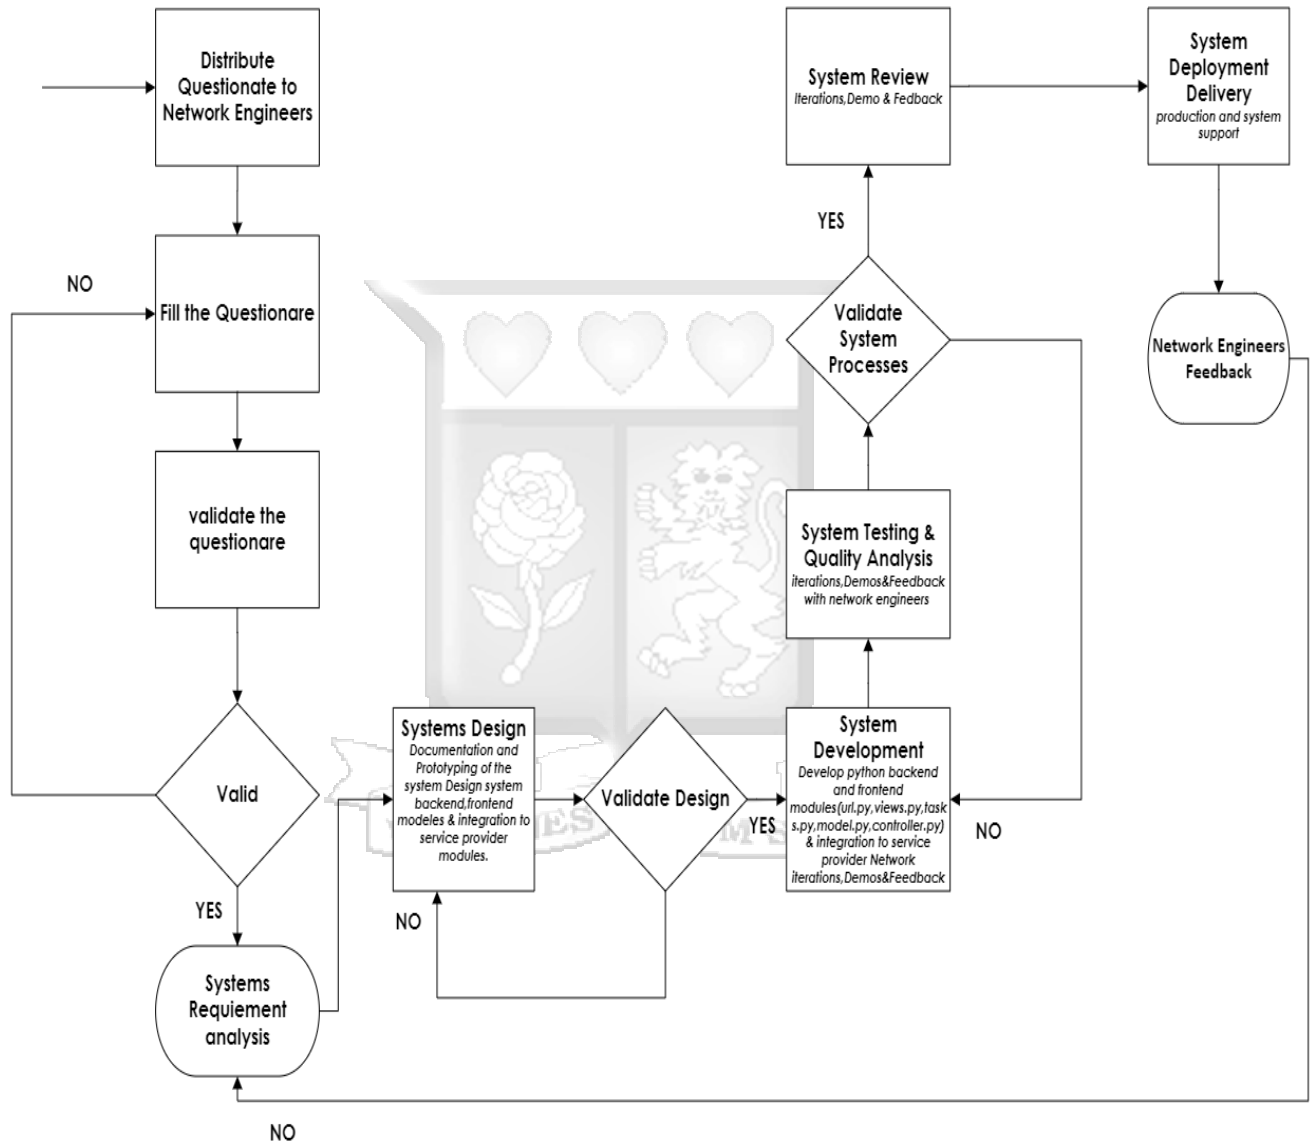 Distribute
Questionate to
Network Engineers
NO
Fill the Questionare
validate the
questionare
Valid
YES
Systems
Requiement
analysis
NO
Systems Design
Documentation and
Prototyping of the
system Design system
backend,frontend
modeles & integration to
service provider
modules.
NO
Validate Design
YES
System
Development
Develop python backend
and frontend
modules(url.py,views.py,task
s.py,model.py,controller.py)
& integration to service
provider Network
iterations,Demos&Feedback
NO
System Testing &
Quality Analysis
iterations,Demos&Feedback
with network engineers
Validate
System
Processes
YES
System Review
Iterations,Demo & Fedback
System
Deployment
Delivery
production and system
support
Network Engineers
Feedback